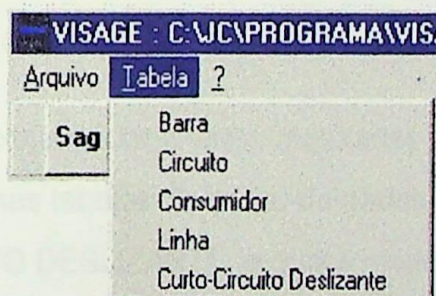 VISAGE : C:\JC\PROGRAMA\VIS
Arquivo Tabela ?
Sag
Barra
Circuito
Consumidor
Linha
Curto-Circuito Deslizante